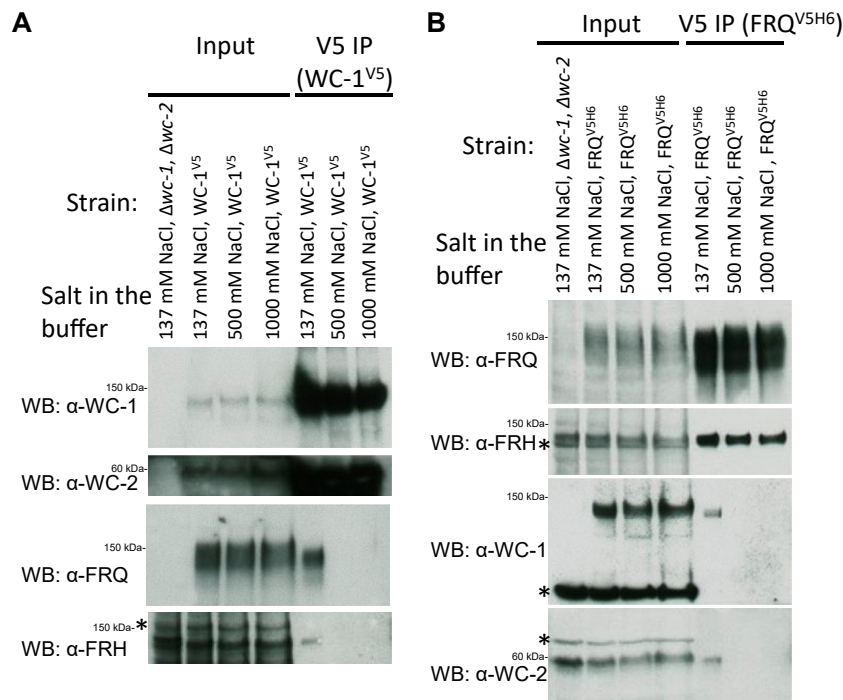 A
Input
V5 IP
(WC-1V5)
Strain:
Salt in the
buffer
137 mM NaCl, Δwc-1, Δwc-2
137 mM NaCl, WC-1V5
500 mM NaCl, WC-1V5
1000 mM NaCl, WC-1V5
137 mM NaCl, WC-1V5
500 mM NaCl, WC-1V5
1000 mM NaCl, WC-1V5
150 kDa-
WB: α-WC-1
60 kDa-
WB: α-WC-2
150 kDa-
WB: α-FRQ
150 kDa-*
WB: α-FRH
B
Input
V5 IP (FRQV5H6)
Strain:
Salt in the
buffer
137 mM NaCl, Δwc-1, Δwc-2
137 mM NaCl, FRQV5H6
500 mM NaCl, FRQV5H6
1000 mM NaCl, FRQV5H6
137 mM NaCl, FRQV5H6
500 mM NaCl, FRQV5H6
1000 mM NaCl , FRQV5H6
150 kDa-
WB: α-FRQ
150 kDa-
WB: α-FRH*
150 kDa-
WB: α-WC-1
*
*
60 kDa-
WB: α-WC-2